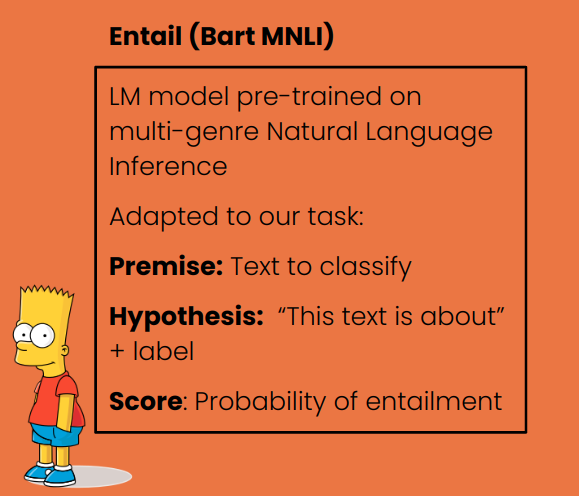 Entail (Bart MNLI)
LM model pre-trained on
multi-genre Natural Language
Inference
Adapted to our task:
Premise: Text to classify
Hypothesis: “This text is about”
+ label
Score: Probability of entailment